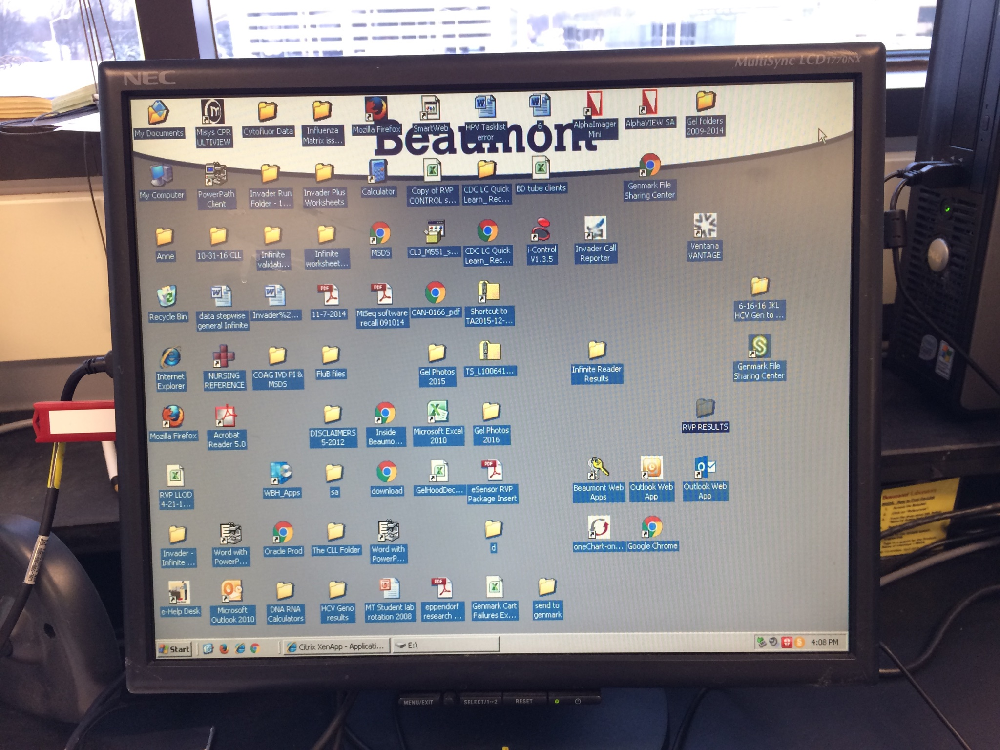 NEC
MultiSync LCD1770NX
Beaumont
My Documents
Misys CPR
ULTIVIEW
Cytofluor Data
Influenza
Matrix iss...
Mozilla Firefox
SmartWeb
HPV Tasklist
error
6
AlphaImager
Mini
AlphaVIEW SA
Gel folders
2009-2014
My Computer
PowerPath
Client
Invader Run
Folder - 1...
Invader Plus
Worksheets
Calculator
Copy of RVP
CONTROL s...
CDC LC Quick
Learn_ Rec...
BD tube clients
Genmark File
Sharing Center
Anne
10-31-16 CLL
Infinite
validati...
Infinite
worksheet...
MSDS
CLJ_M551_s...
CDC LC Quick
Learn_ Rec...
i-Control
V1.3.5
Invader Call
Reporter
Ventana
VANTAGE
Recycle Bin
data stepwise
general Infinite
Invader%2...
PDF
11-7-2014
PDF
MiSeq software
recall 091014
CAN-0166_pdf
Shortcut to
TA2015-12-...
6-16-16 JKL
HCV Gen to ...
Internet
Explorer
NURSING
REFERENCE
COAG IVD PI &
MSDS
FluB files
Gel Photos
2015
TS_L100641...
Infinite Reader
Results
Genmark File
Sharing Center
Mozilla Firefox
Acrobat
Reader 5.0
DISCLAIMERS
5-2012
Inside
Beaumo...
Microsoft Excel
2010
Gel Photos
2016
RVP RESULTS
RVP LLOD
4-21-1...
WBH_Apps
sa
download
GelHoodDec...
PDF
eSensor RVP
Package Insert
Beaumont Web
Apps
Outlook Web
App
Outlook Web
App
Invader -
Infinite ...
Word with
PowerP...
Oracle Prod
The CLL Folder
Word with
PowerP...
d
oneChart-on...
Google Chrome
e-Help Desk
Microsoft
Outlook 2010
DNA RNA
Calculators
HCV Geno
results
MT Student lab
rotation 2008
PDF
eppendorf
research ...
Genmark Cart
Failures Ex...
send to
genmark
Start
Citrix XenApp - Applicati...
E:\
4:08 PM
MENU/EXIT
SELECT/1↔2
RESET
DELL
Beaumont Laboratory